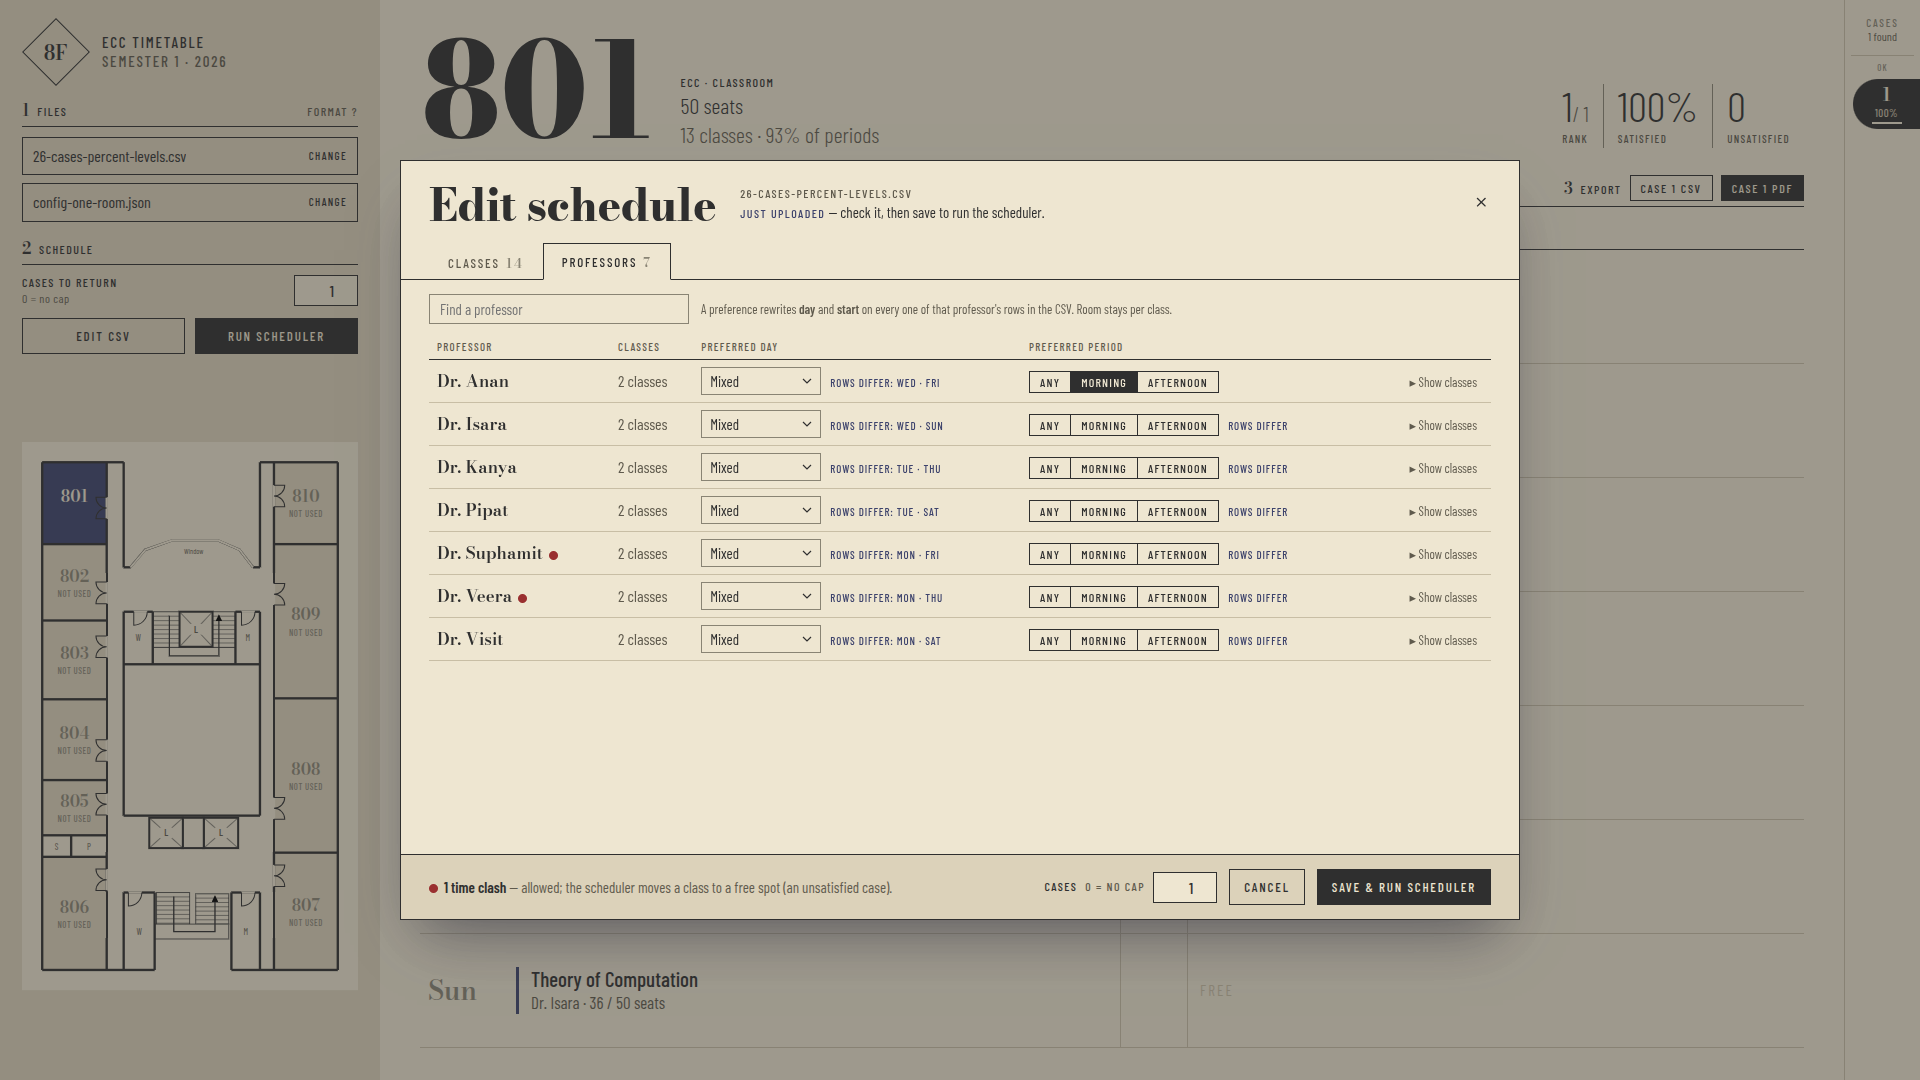 8F
ECC TIMETABLE
SEMESTER 1 · 2026
1 FILES FORMAT ?
26-cases-percent-levels.csv CHANGE
config-one-room.json CHANGE
2 SCHEDULE
CASES TO RETURN
0 = no cap
1
EDIT CSV RUN SCHEDULER
801
810
NOT USED
Window
802
NOT USED
809
NOT USED
W L M
803
NOT USED
804
NOT USED
808
NOT USED
805
NOT USED
L L
S P
806
NOT USED
807
NOT USED
W M
801
ECC · CLASSROOM
50 seats
13 classes · 93% of periods
1/ 1
RANK
100%
SATISFIED
0
UNSATISFIED
3 EXPORT CASE 1 CSV CASE 1 PDF
CASES
1 found
OK
1
100%
Edit schedule
26-CASES-PERCENT-LEVELS.CSV
JUST UPLOADED — check it, then save to run the scheduler.
×
CLASSES 14 PROFESSORS 7
Find a professor
A preference rewrites day and start on every one of that professor's rows in the CSV. Room stays per class.
PROFESSOR CLASSES PREFERRED DAY PREFERRED PERIOD
Dr. Anan 2 classes Mixed ROWS DIFFER: WED · FRI ANY MORNING AFTERNOON ▸ Show classes
Dr. Isara 2 classes Mixed ROWS DIFFER: WED · SUN ANY MORNING AFTERNOON ROWS DIFFER ▸ Show classes
Dr. Kanya 2 classes Mixed ROWS DIFFER: TUE · THU ANY MORNING AFTERNOON ROWS DIFFER ▸ Show classes
Dr. Pipat 2 classes Mixed ROWS DIFFER: TUE · SAT ANY MORNING AFTERNOON ROWS DIFFER ▸ Show classes
Dr. Suphamit 2 classes Mixed ROWS DIFFER: MON · FRI ANY MORNING AFTERNOON ROWS DIFFER ▸ Show classes
Dr. Veera 2 classes Mixed ROWS DIFFER: MON · THU ANY MORNING AFTERNOON ROWS DIFFER ▸ Show classes
Dr. Visit 2 classes Mixed ROWS DIFFER: MON · SAT ANY MORNING AFTERNOON ROWS DIFFER ▸ Show classes
1 time clash — allowed; the scheduler moves a class to a free spot (an unsatisfied case).
CASES 0 = NO CAP 1 CANCEL SAVE & RUN SCHEDULER
Sun
Theory of Computation
Dr. Isara · 36 / 50 seats
FREE